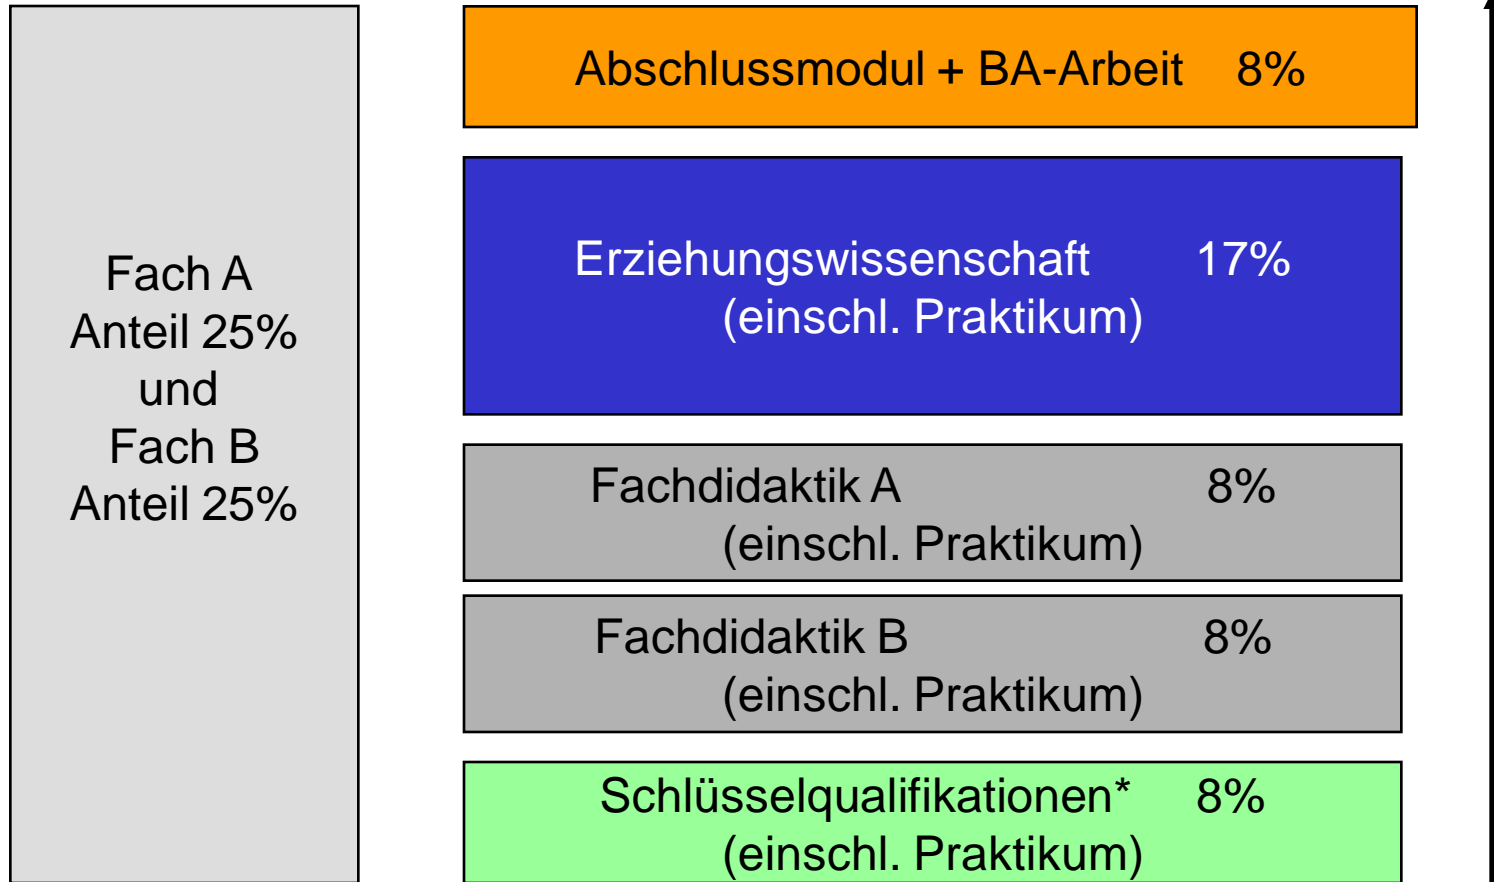 Fach A
Anteil 25%
und
Fach B
Anteil 25%
Abschlussmodul + BA-Arbeit 8%
Erziehungswissenschaft 17%
(einschl. Praktikum)
Fachdidaktik A 8%
(einschl. Praktikum)
Fachdidaktik B 8%
(einschl. Praktikum)
Schlüsselqualifikationen* 8%
(einschl. Praktikum)